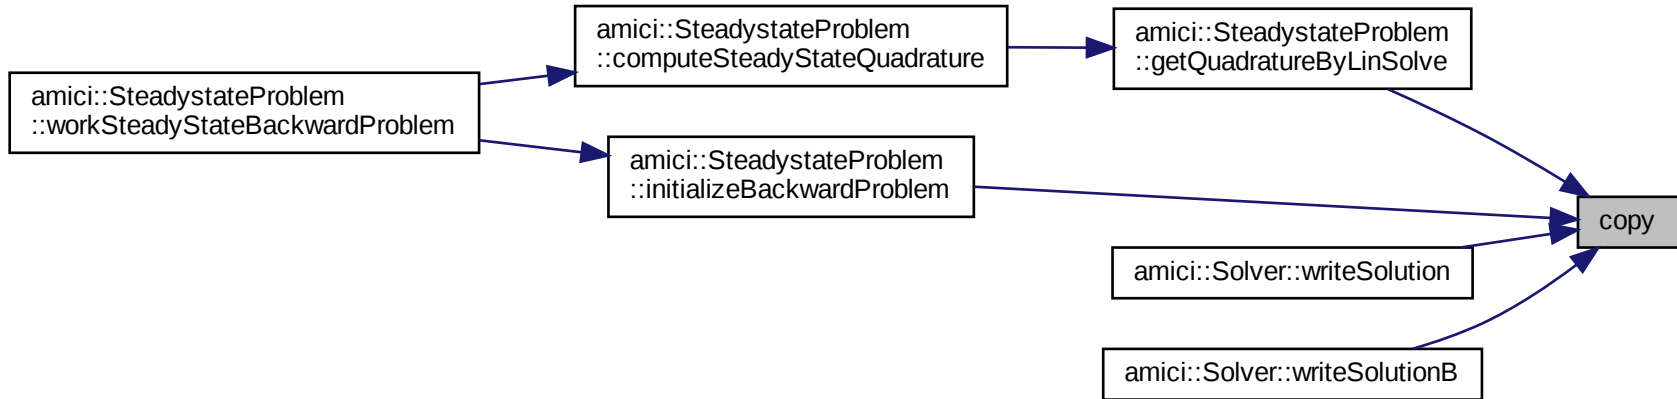 amici::SteadystateProblem
::workSteadyStateBackwardProblem
amici::SteadystateProblem
::computeSteadyStateQuadrature
amici::SteadystateProblem
::initializeBackwardProblem
amici::SteadystateProblem
::getQuadratureByLinSolve
amici::Solver::writeSolution
amici::Solver::writeSolutionB
copy